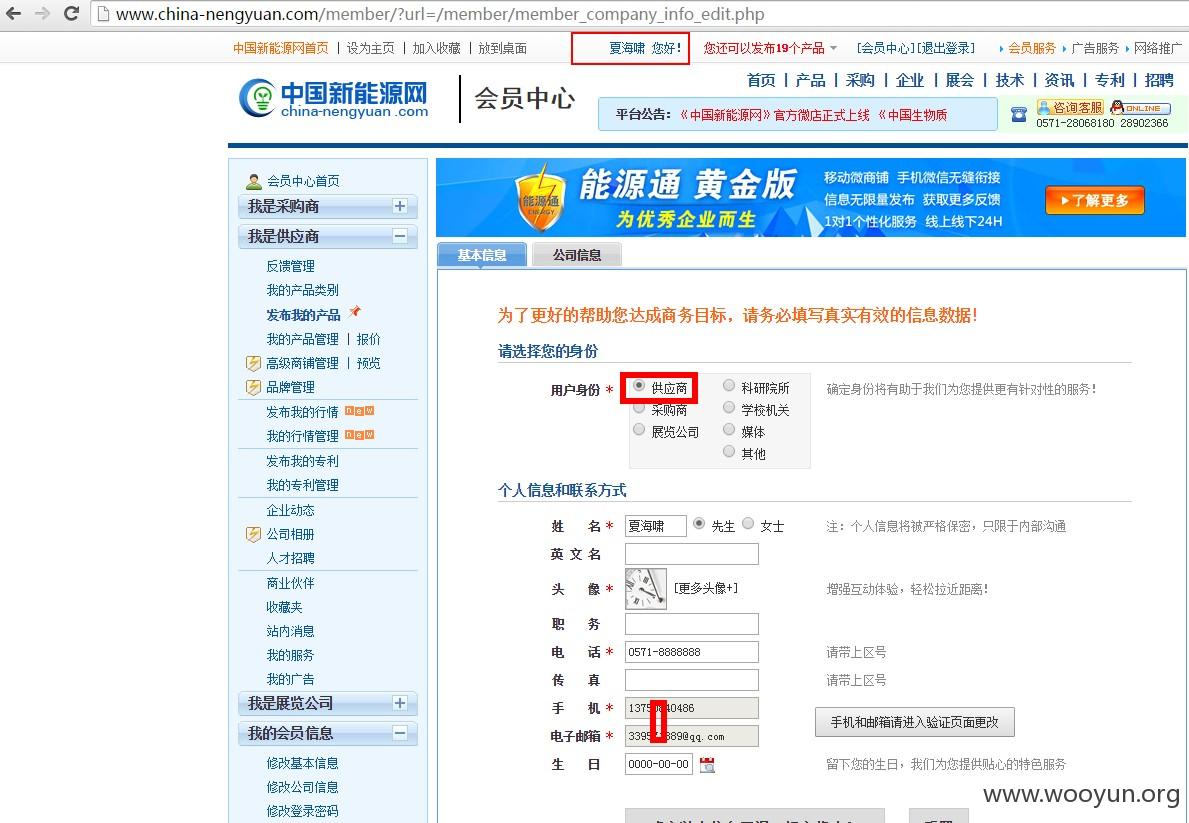 www.china-nengyuan.com/member/?url=/member/member_company_info_edit.php
中国新能源网首页 | 设为主页 | 加入收藏 | 放到桌面 夏海啸 您好! 您还可以发布19个产品 [会员中心][退出登录] 会员服务 广告服务 网络推广
中国新能源网
china-nengyuan.com
会员中心
首页 | 产品 | 采购 | 企业 | 展会 | 技术 | 资讯 | 专利 | 招聘
平台公告：《中国新能源网》官方微店正式上线 《中国生物质
咨询客服 ONLINE
0571-28068180 28902366
会员中心首页
我是采购商
我是供应商
反馈管理
我的产品类别
发布我的产品
我的产品管理 | 报价
高级商铺管理 | 预览
品牌管理
发布我的行情 new
我的行情管理 new
发布我的专利
我的专利管理
企业动态
公司相册
人才招聘
商业伙伴
收藏夹
站内消息
我的服务
我的广告
我是展览公司
我的会员信息
修改基本信息
修改公司信息
修改登录密码
能源通
ENERGY
能源通 黄金版
为优秀企业而生
移动微商铺 手机微信无缝衔接
信息无限量发布 获取更多反馈
1对1个性化服务 线上线下24H
了解更多
基本信息 公司信息
为了更好的帮助您达成商务目标，请务必填写真实有效的信息数据！
请选择您的身份
用户身份 * 供应商 科研院所 确定身份将有助于我们为您提供更有针对性的服务！
采购商 学校机关
展览公司 媒体
其他
个人信息和联系方式
姓 名 * 夏海啸 先生 女士 注：个人信息将被严格保密，只限于内部沟通
英文名
头 像 * [更多头像+] 增强互动体验，轻松拉近距离！
职 务
电 话 * 0571-8888888 请带上区号
传 真 请带上区号
手 机 *
电子邮箱 *
手机和邮箱请进入验证页面更改
生 日 0000-00-00 留下您的生日，我们为您提供贴心的特色服务
www.wooyun.org